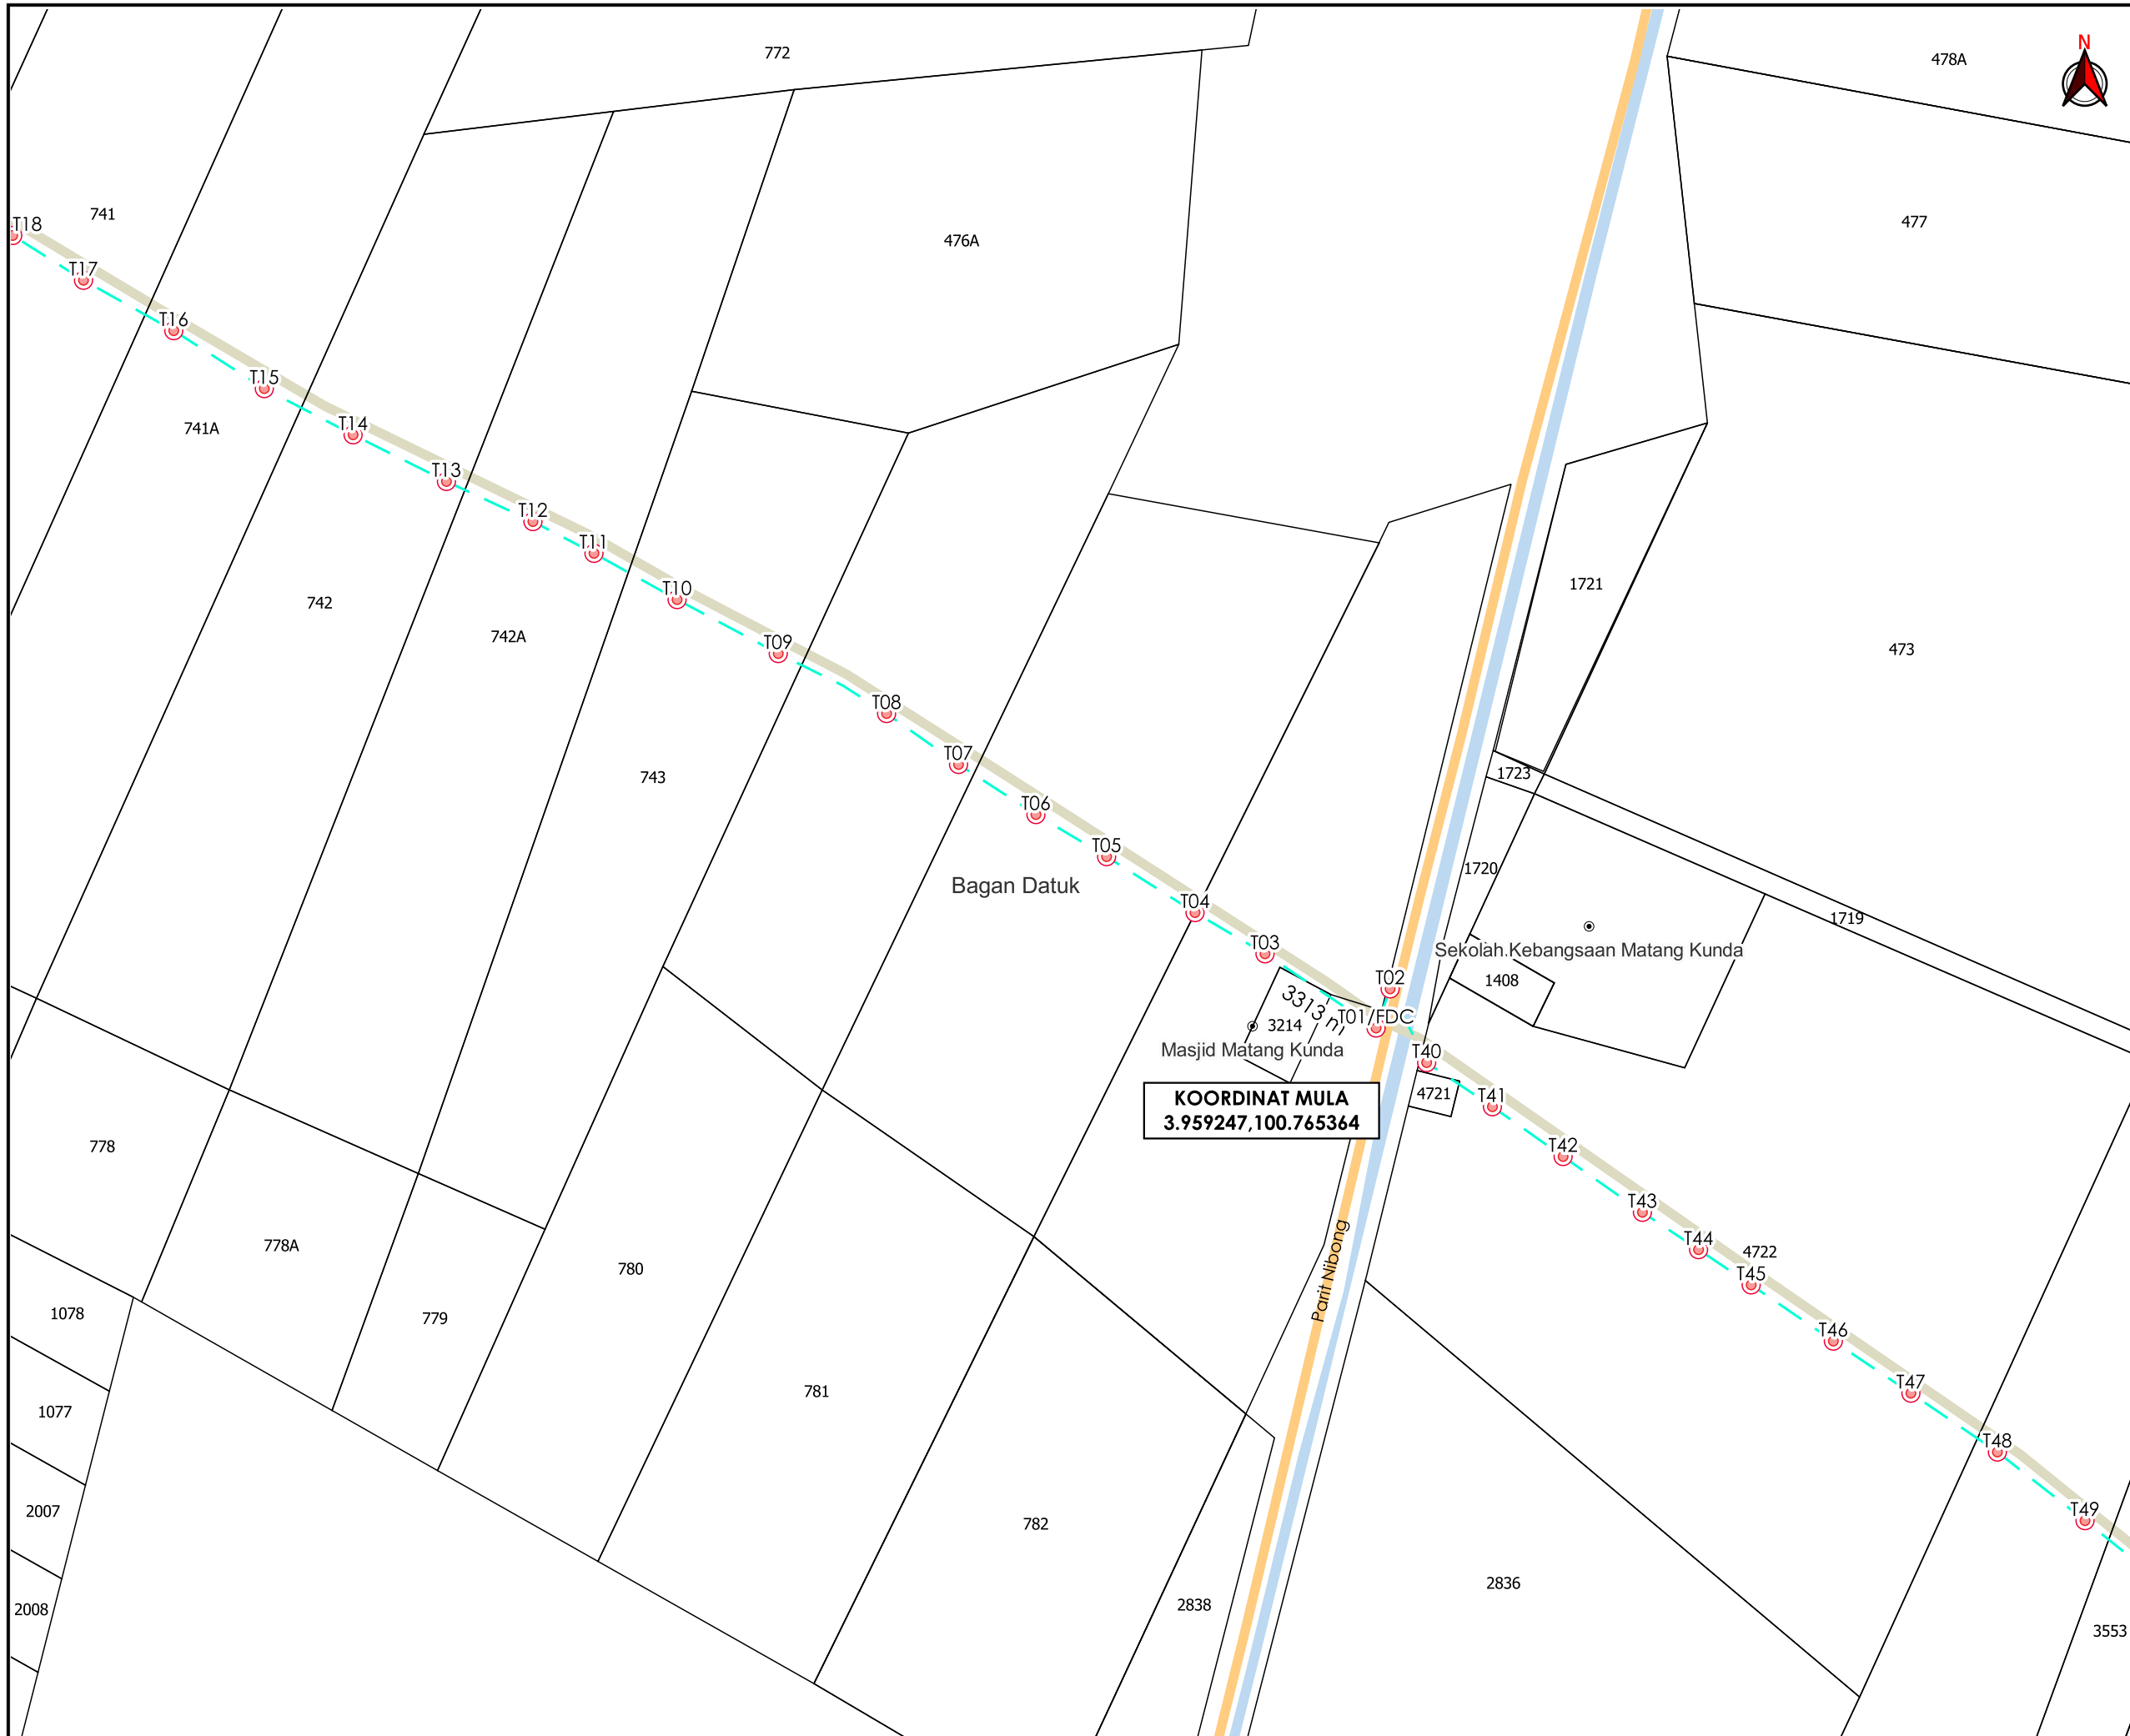 772
N
478A
741
T18
477
476A
T17
T16
T15
741A
T14
T13
T12
T11
1721
T10
742
742A
T09
473
T08
T07
1723
743
T06
T05
1720
Bagan Datuk
T04
1719
T03
Sekolah Kebangsaan Matang Kunda
T02
1408
3313 m
T01/FDC
3214
Masjid Matang Kunda
T40
4721
T41
KOORDINAT MULA
3.959247,100.765364
778
T42
T43
T44
778A
4722
780
T45
Parit Nibong
1078
779
T46
781
T47
1077
T48
2007
T49
782
2836
2838
2008
3553